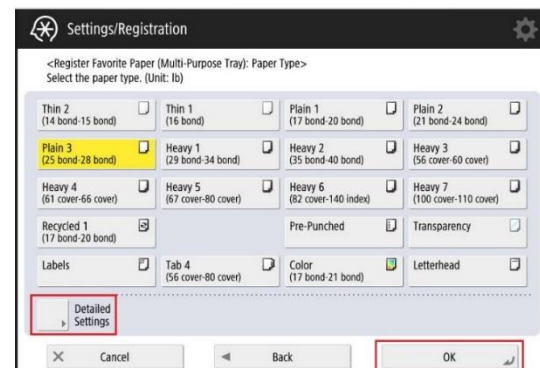 Settings/Registration
<Register Favorite Paper (Multi-Purpose Tray): Paper Type>
Select the paper type. (Unit: lb)
Thin 2
(14 bond-15 bond)
Thin 1
(16 bond)
Plain 1
(17 bond-20 bond)
Plain 2
(21 bond-24 bond)
Plain 3
(25 bond-28 bond)
Heavy 1
(29 bond-34 bond)
Heavy 2
(35 bond-40 bond)
Heavy 3
(56 cover-60 cover)
Heavy 4
(61 cover-66 cover)
Heavy 5
(67 cover-80 cover)
Heavy 6
(82 cover-140 index)
Heavy 7
(100 cover-110 cover)
Recycled 1
(17 bond-20 bond)
Pre-Punched
Transparency
Labels
Tab 4
(56 cover-80 cover)
Color
(17 bond-21 bond)
Letterhead
Detailed
Settings
Cancel
Back
OK